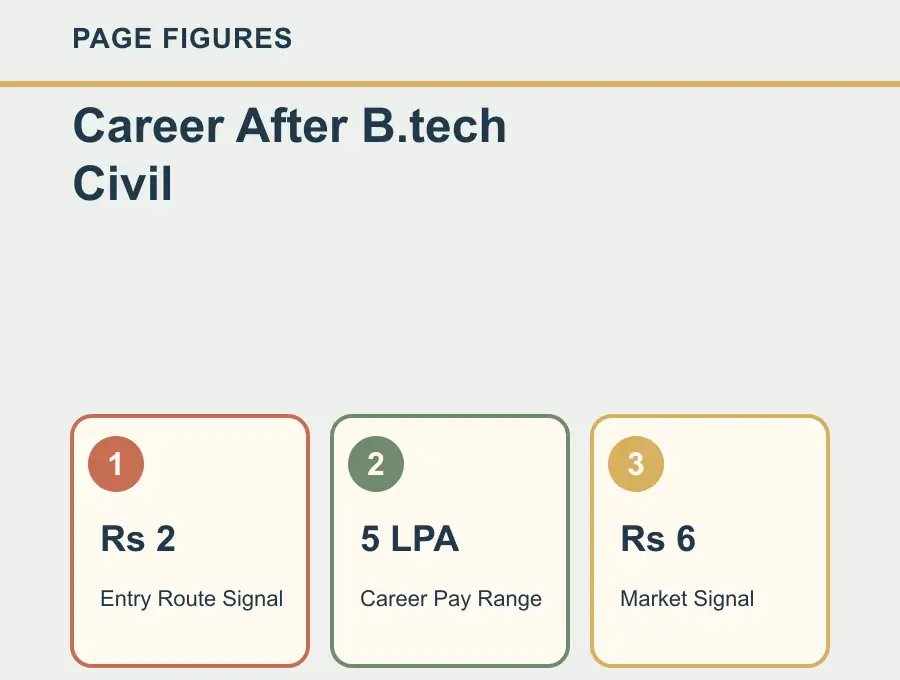 PAGE FIGURES
Career After B.tech
Civil
1
Rs 2
Entry Route Signal
2
5 LPA
Career Pay Range
3
Rs 6
Market Signal